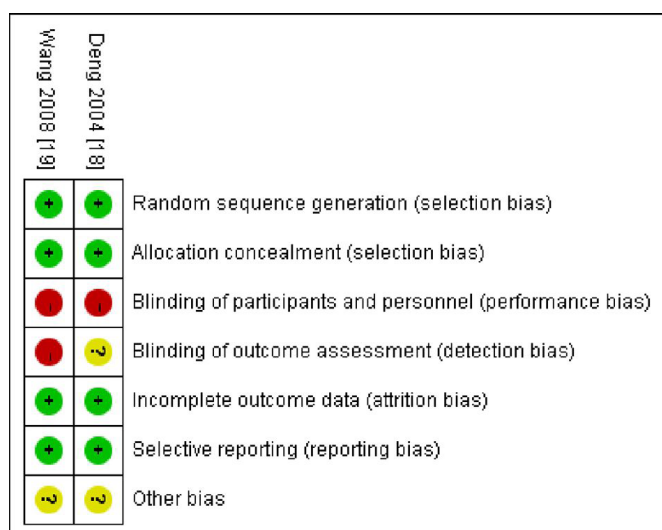 Wang 2008 [19]
Deng 2004 [18]
+ + Random sequence generation (selection bias)
+ + Allocation concealment (selection bias)
- - Blinding of participants and personnel (performance bias)
- ? Blinding of outcome assessment (detection bias)
+ + Incomplete outcome data (attrition bias)
+ + Selective reporting (reporting bias)
? ? Other bias